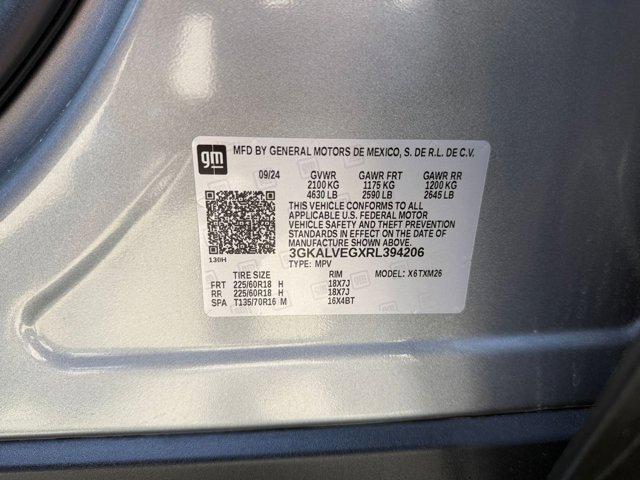 gm
MFD BY GENERAL MOTORS DE MEXICO, S. DE R.L. DE C.V.
09/24 GVWR GAWR FRT GAWR RR
2100 KG 1175 KG 1200 KG
4630 LB 2590 LB 2645 LB
THIS VEHICLE CONFORMS TO ALL
APPLICABLE U.S. FEDERAL MOTOR
VEHICLE SAFETY AND THEFT PREVENTION
STANDARDS IN EFFECT ON THE DATE OF
MANUFACTURE SHOWN ABOVE.
130H 3GKALVEGXRL394206
TYPE: MPV
TIRE SIZE RIM MODEL: X6TXM26
FRT 225/60R18 H 18X7J
RR 225/60R18 H 18X7J
SPA T135/70R16 M 16X4BT